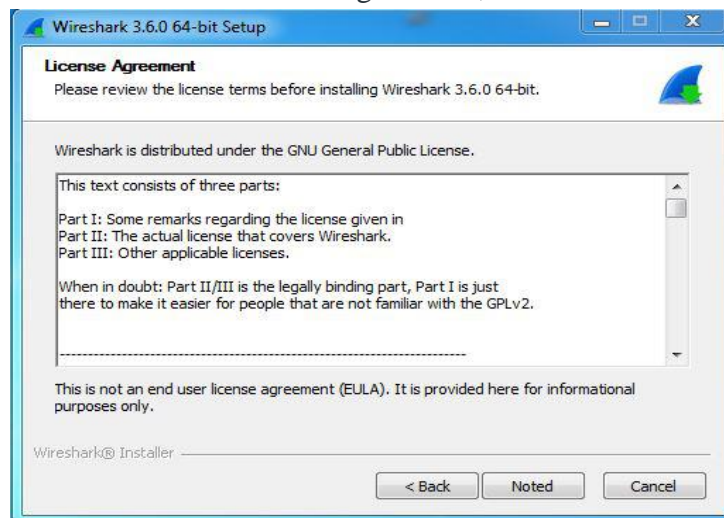 Wireshark 3.6.0 64-bit Setup
License Agreement
Please review the license terms before installing Wireshark 3.6.0 64-bit.
Wireshark is distributed under the GNU General Public License.
This text consists of three parts:
Part I: Some remarks regarding the license given in
Part II: The actual license that covers Wireshark.
Part III: Other applicable licenses.
When in doubt: Part II/III is the legally binding part, Part I is just
there to make it easier for people that are not familiar with the GPLv2.
------------------------------------------------------------------------
This is not an end user license agreement (EULA). It is provided here for informational
purposes only.
Wireshark® Installer
< Back Noted Cancel